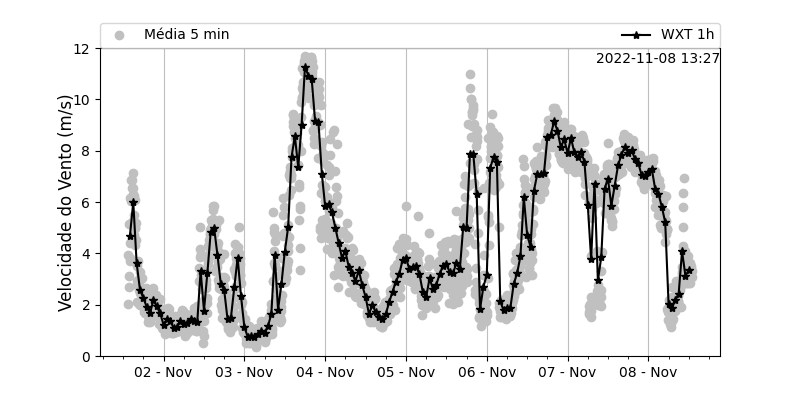 Média 5 min
WXT 1h
2022-11-08 13:27
Velocidade do Vento (m/s)
12
10
8
6
4
2
0
02 - Nov
03 - Nov
04 - Nov
05 - Nov
06 - Nov
07 - Nov
08 - Nov